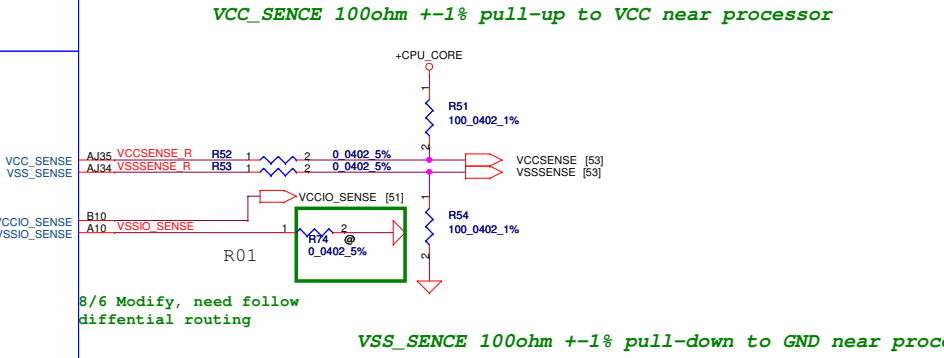 VCC_SENCE 100ohm +-1% pull-up to VCC near processor
+CPU_CORE
1
R51
100_0402_1%
2
VCC_SENSE AJ35 VCCSENSE_R R52 1 2 0_0402_5% VCCSENSE [53]
VSS_SENSE AJ34 VSSSENSE_R R53 1 2 0_0402_5% VSSSENSE [53]
VCCIO_SENSE [51]
1
VCCIO_SENSE B10
VSSIO_SENSE A10 VSSIO_SENSE 1 2
R74 @
0_0402_5%
R54
100_0402_1%
2
R01
8/6 Modify, need follow
diffential routing
VSS_SENCE 100ohm +-1% pull-down to GND near proce